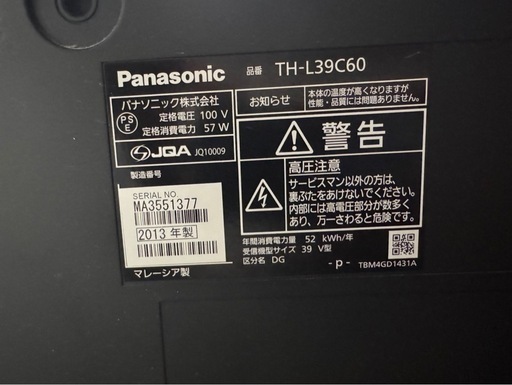 Panasonic 品番 TH-L39C60
パナソニック株式会社
定格電圧 100 V
定格消費電力 57 W
PS
E
お知らせ
本体の温度が高くなりますが
性能・品質には問題ありません。
JQA JQ10009
製造番号
SERIAL NO.
MA3551377
2013 年製
マレーシア製
警告
高圧注意
サービスマン以外の方は、
裏ぶたをあけないでください。
内部には高電圧部分が数多く
あり、万一さわると危険です。
年間消費電力量 52 kWh/年
受信機型サイズ 39 V型
区分名 DG
- p -
TBM4GD1431A